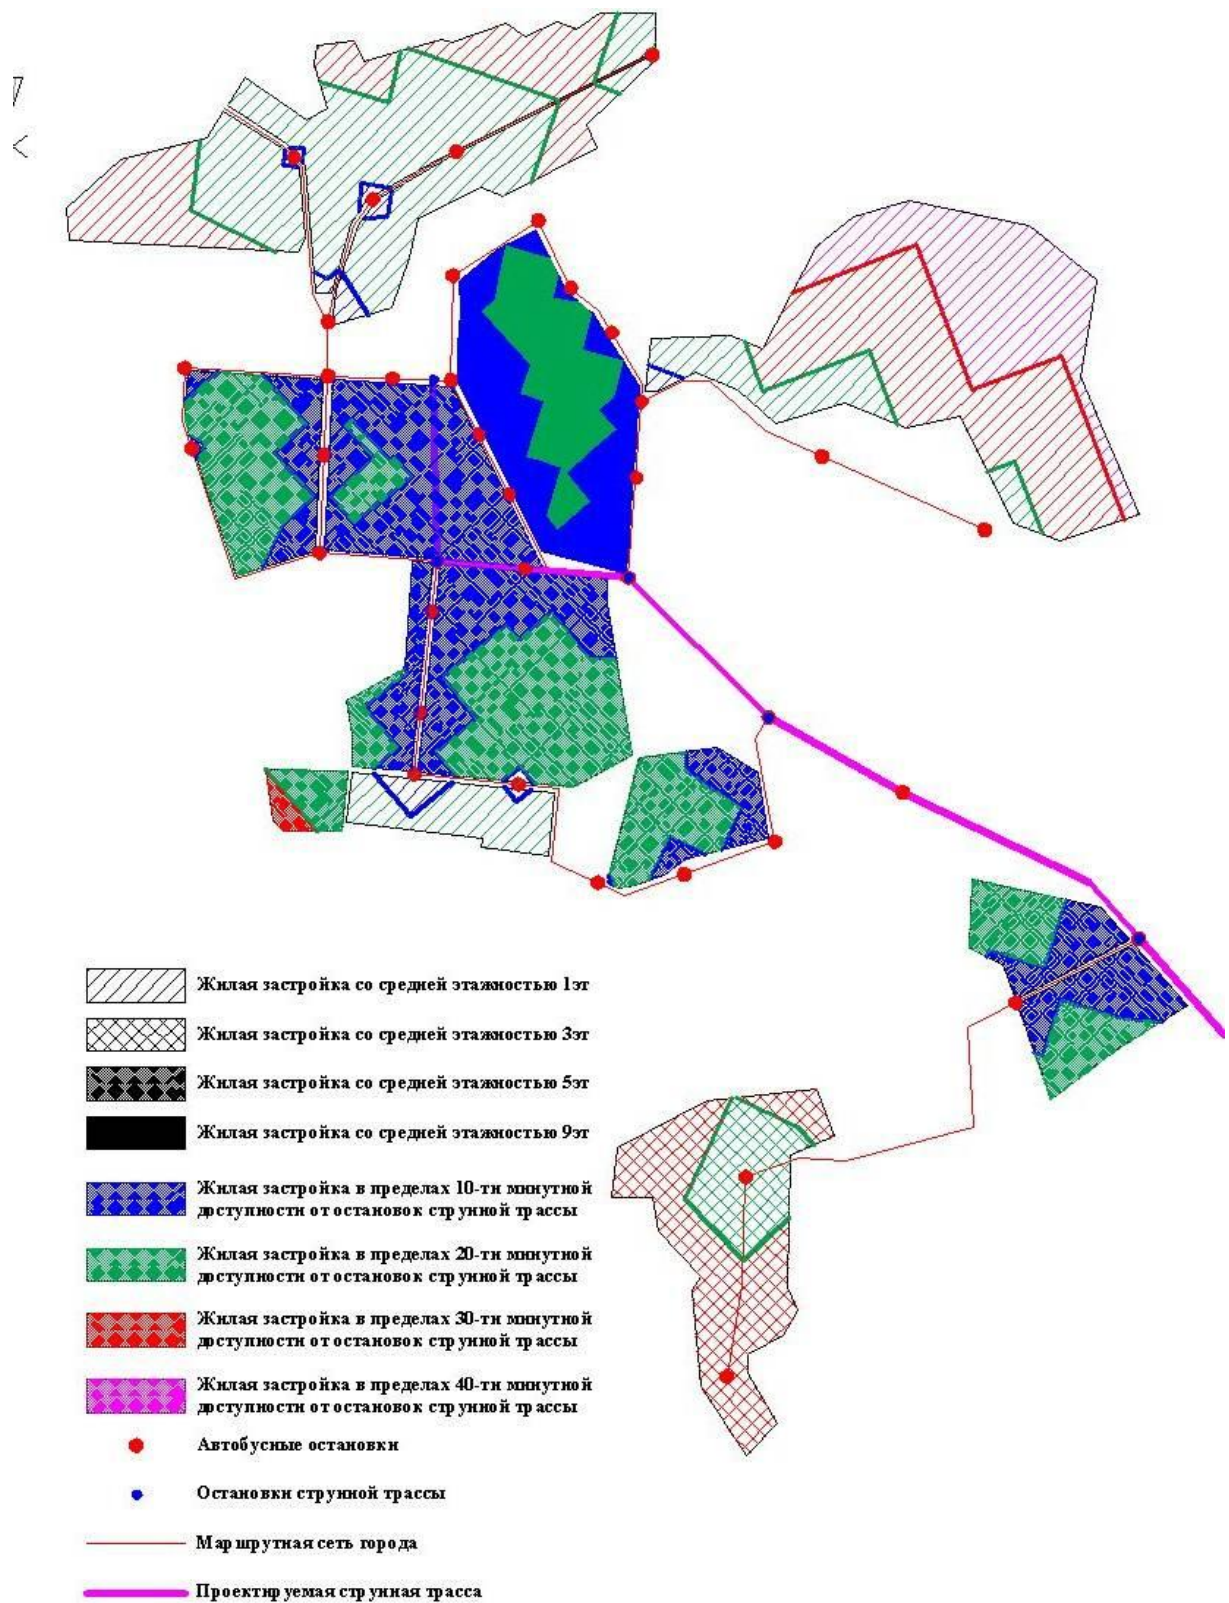 Жилая застройка со средней этажностью 1эт
Жилая застройка со средней этажностью 3эт
Жилая застройка со средней этажностью 5эт
Жилая застройка со средней этажностью 9эт
Жилая застройка в пределах 10-ти минутной
доступности от остановок струнной трассы
Жилая застройка в пределах 20-ти минутной
доступности от остановок струнной трассы
Жилая застройка в пределах 30-ти минутной
доступности от остановок струнной трассы
Жилая застройка в пределах 40-ти минутной
доступности от остановок струнной трассы
Автобусные остановки
Остановки струнной трассы
Маршрутная сеть города
Проектируемая струнная трасса